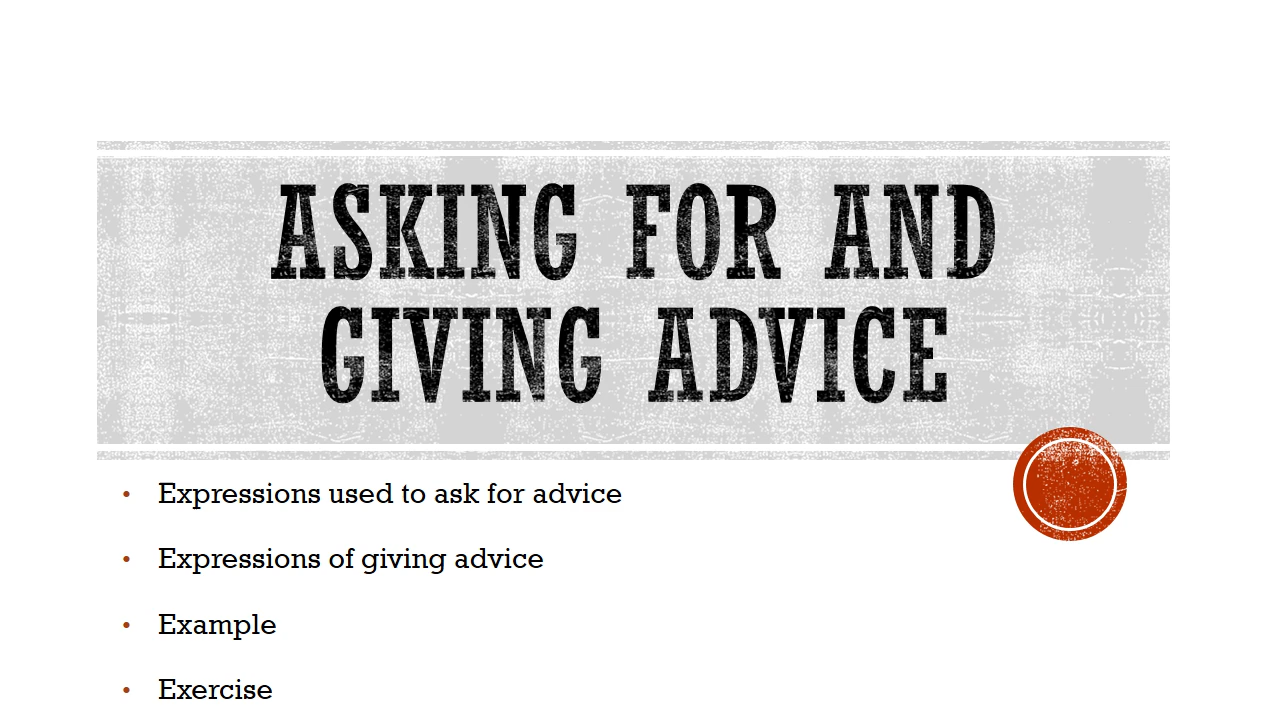 ASKING FOR AND
GIVING ADVICE
• Expressions used to ask for advice
• Expressions of giving advice
• Example
• Exercise